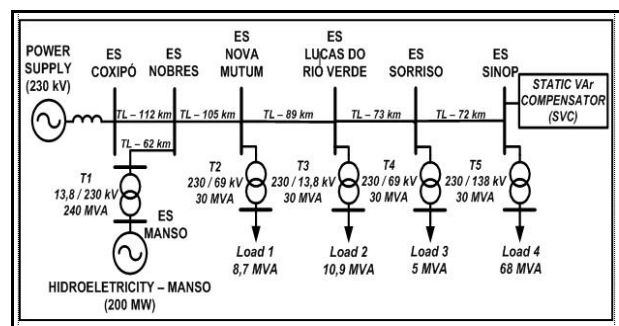 POWER
SUPPLY
(230 kV)
ES
COXIPÓ
ES
NOBRES
ES
NOVA
MUTUM
ES
LUCAS DO
RIO VERDE
ES
SORRISO
ES
SINOP
STATIC VAr
COMPENSATOR
(SVC)
TL – 112 km
TL – 105 km
TL – 89 km
TL – 73 km
TL – 72 km
TL – 62 km
T1
13,8 / 230 kV
240 MVA
ES
MANSO
HIDROELETRICITY – MANSO
(200 MW)
T2
230 / 69 kV
30 MVA
T3
230 / 13,8 kV
30 MVA
T4
230 / 69 kV
30 MVA
T5
230 / 138 kV
30 MVA
Load 1
8,7 MVA
Load 2
10,9 MVA
Load 3
5 MVA
Load 4
68 MVA